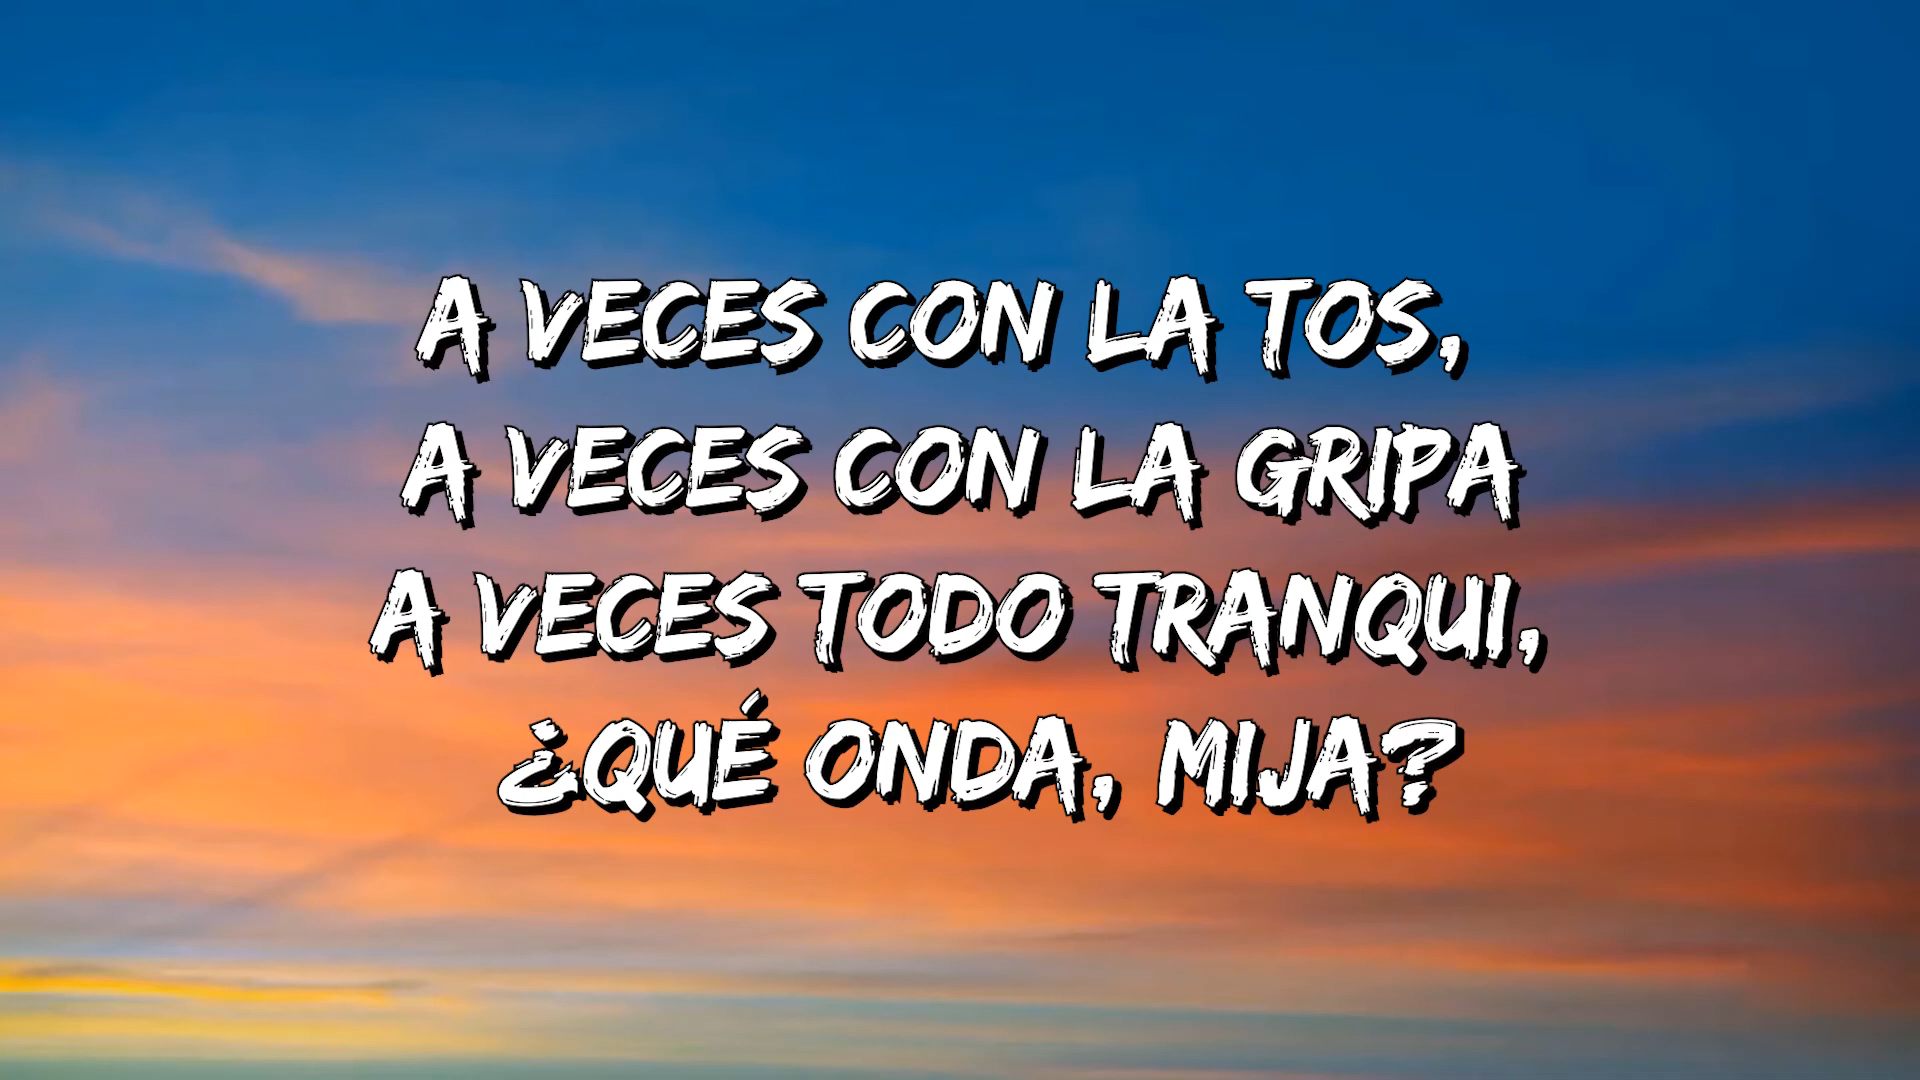 A VECES CON LA TOS,
A VECES CON LA GRIPA
A VECES TODO TRANQUI,
¿QUÉ ONDA, MIJA?